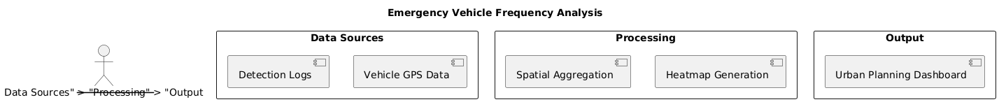 Emergency Vehicle Frequency Analysis
Data Sources
Processing
Output
Detection Logs
Vehicle GPS Data
Spatial Aggregation
Heatmap Generation
Urban Planning Dashboard
Data Sources" > "Processing" > "Output